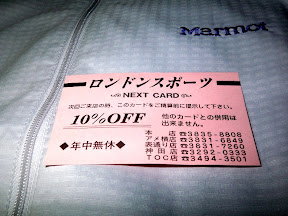 Marmot
ロンドンスポーツ
NEXT CARD
次回ご来店の時、このカードをご精算前に提示して下さい。
10%OFF
他のカードとの併用は
出来ません。
◆年中無休◆
本店☎3835-8808
アメ横店☎3831-6649
表通り店☎3831-7260
神田店☎3292-0333
TOC店☎3494-3501